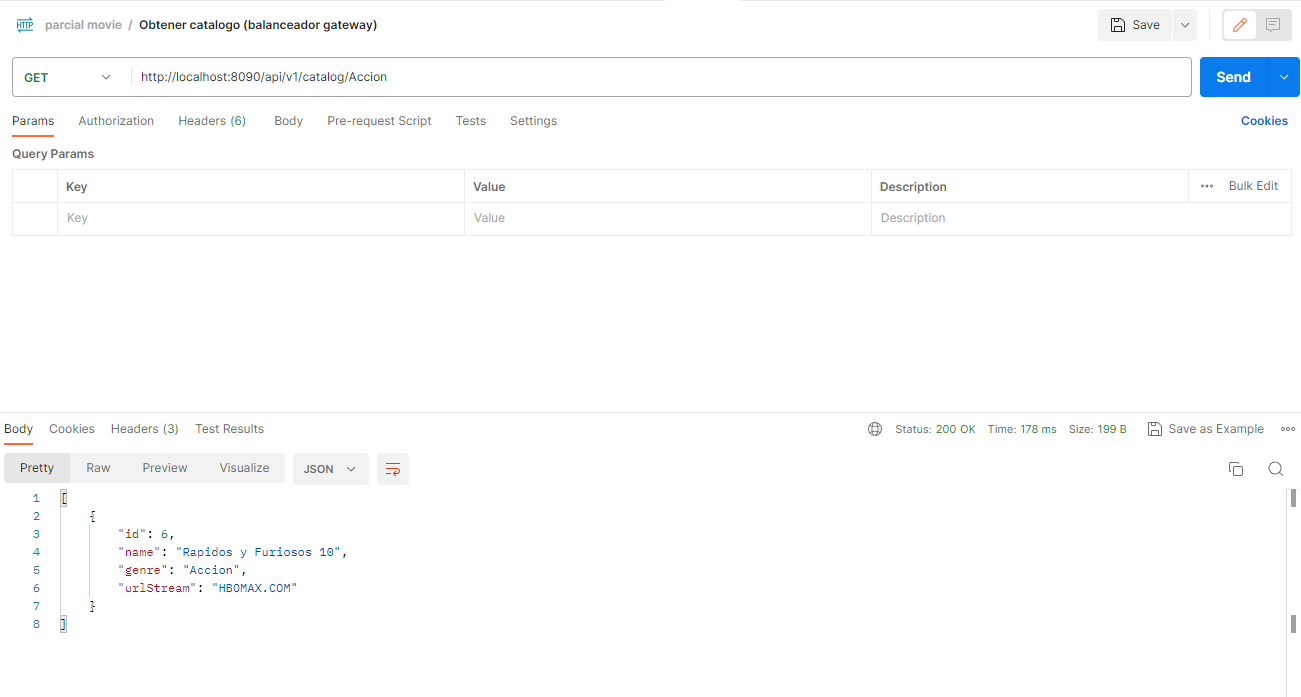 HTTP parcial movie / Obtener catalogo (balanceador gateway) Save
GET http://localhost:8090/api/v1/catalog/Accion Send
Params Authorization Headers (6) Body Pre-request Script Tests Settings Cookies
Query Params
Key Value Description ••• Bulk Edit
Key Value Description
Body Cookies Headers (3) Test Results Status: 200 OK Time: 178 ms Size: 199 B Save as Example
Pretty Raw Preview Visualize JSON
1 [
2 {
3 "id": 6,
4 "name": "Rapidos y Furiosos 10",
5 "genre": "Accion",
6 "urlStream": "HBOMAX.COM"
7 }
8 ]